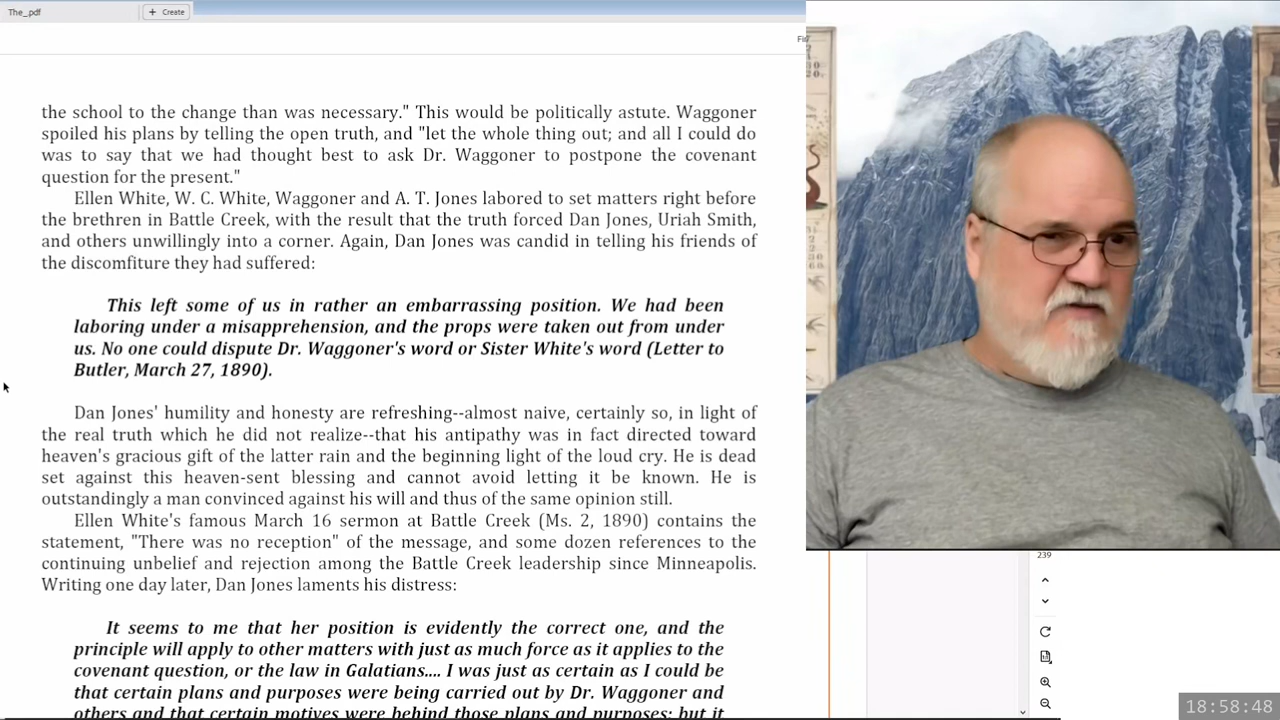 The_pdf
+ Create
the school to the change than was necessary." This would be politically astute. Waggoner
spoiled his plans by telling the open truth, and "let the whole thing out; and all I could do
was to say that we had thought best to ask Dr. Waggoner to postpone the covenant
question for the present."
Ellen White, W. C. White, Waggoner and A. T. Jones labored to set matters right before
the brethren in Battle Creek, with the result that the truth forced Dan Jones, Uriah Smith,
and others unwillingly into a corner. Again, Dan Jones was candid in telling his friends of
the discomfiture they had suffered:
This left some of us in rather an embarrassing position. We had been
laboring under a misapprehension, and the props were taken out from under
us. No one could dispute Dr. Waggoner's word or Sister White's word (Letter to
Butler, March 27, 1890).
Dan Jones' humility and honesty are refreshing--almost naive, certainly so, in light of
the real truth which he did not realize--that his antipathy was in fact directed toward
heaven's gracious gift of the latter rain and the beginning light of the loud cry. He is dead
set against this heaven-sent blessing and cannot avoid letting it be known. He is
outstandingly a man convinced against his will and thus of the same opinion still.
Ellen White's famous March 16 sermon at Battle Creek (Ms. 2, 1890) contains the
statement, "There was no reception" of the message, and some dozen references to the
continuing unbelief and rejection among the Battle Creek leadership since Minneapolis.
Writing one day later, Dan Jones laments his distress:
It seems to me that her position is evidently the correct one, and the
principle will apply to other matters with just as much force as it applies to the
covenant question, or the law in Galatians.... I was just as certain as I could be
that certain plans and purposes were being carried out by Dr. Waggoner and
others and that certain motives were behind those plans and purposes; but it
239
18:58:48